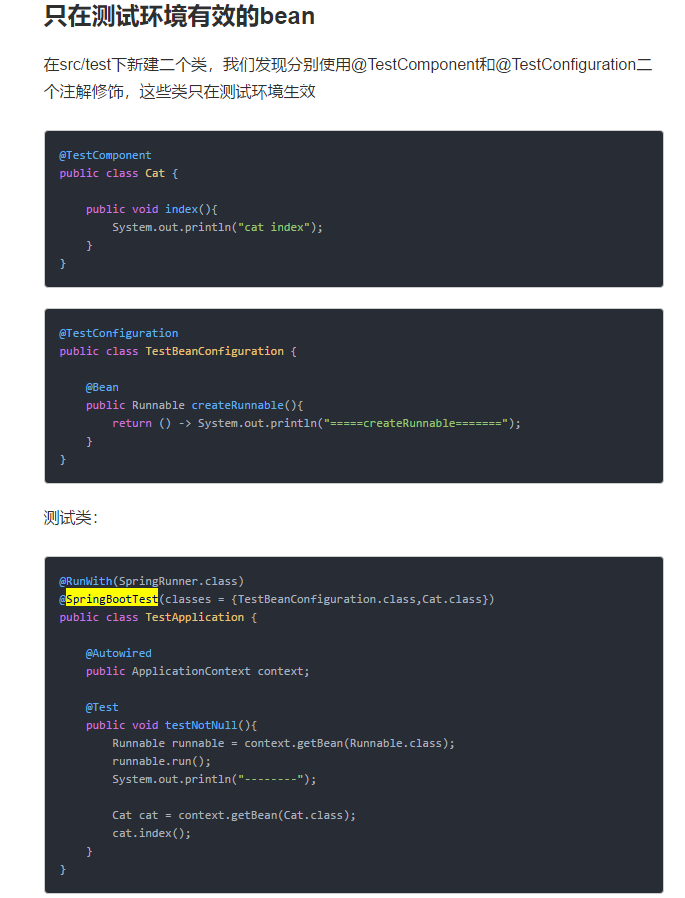 只在测试环境有效的bean
在src/test下新建二个类，我们发现分别使用@TestComponent和@TestConfiguration二
个注解修饰，这些类只在测试环境生效
@TestComponent
public class Cat {
    public void index(){
        System.out.println("cat index");
    }
}
@TestConfiguration
public class TestBeanConfiguration {
    @Bean
    public Runnable createRunnable(){
        return () -> System.out.println("=====createRunnable=======");
    }
}
测试类：
@RunWith(SpringRunner.class)
@SpringBootTest(classes = {TestBeanConfiguration.class,Cat.class})
public class TestApplication {
    @Autowired
    public ApplicationContext context;
    @Test
    public void testNotNull(){
        Runnable runnable = context.getBean(Runnable.class);
        runnable.run();
        System.out.println("--------");
        Cat cat = context.getBean(Cat.class);
        cat.index();
    }
}